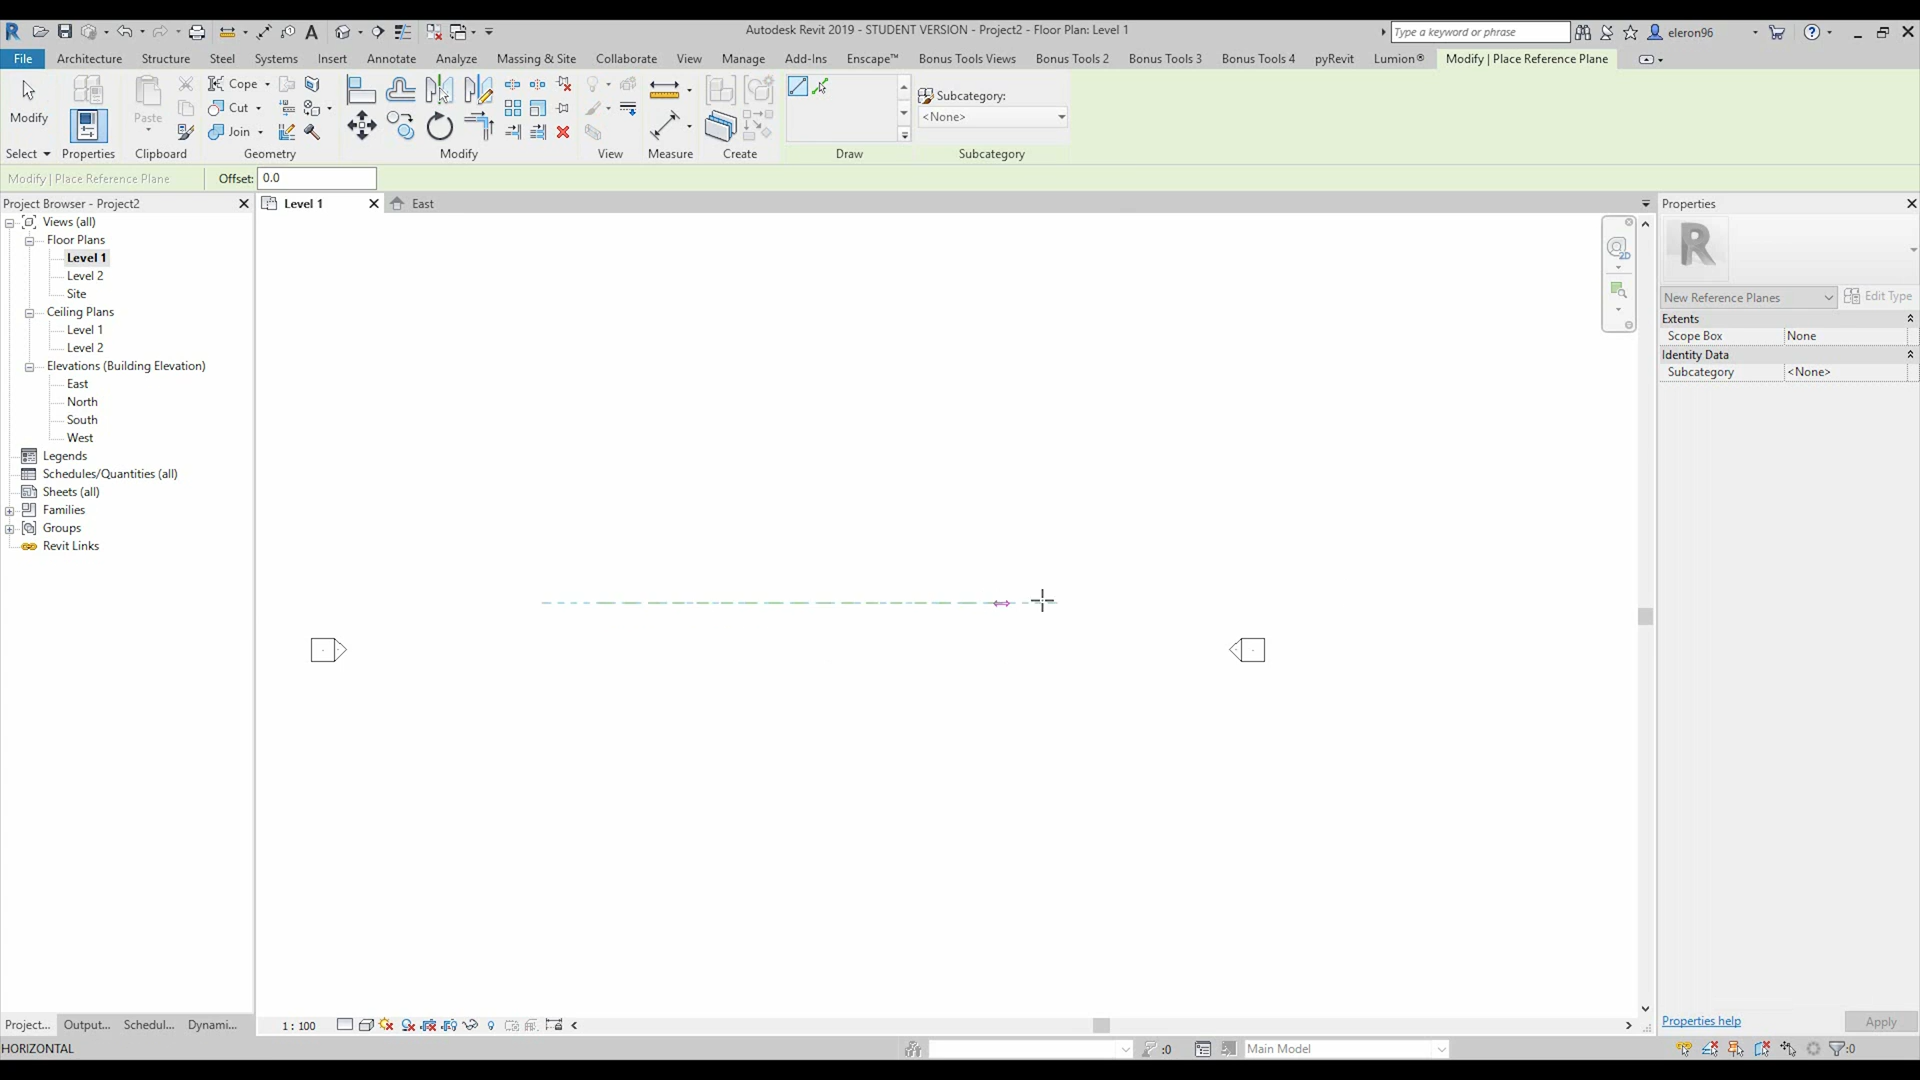 Autodesk Revit 2019 - STUDENT VERSION - Project2 - Floor Plan: Level 1
Type a keyword or phrase
eleron96
File Architecture Structure Steel Systems Insert Annotate Analyze Massing & Site Collaborate View Manage Add-Ins Enscape™ Bonus Tools Views Bonus Tools 2 Bonus Tools 3 Bonus Tools 4 pyRevit Lumion® Modify | Place Reference Plane
Modify
Paste
Cope
Cut
Join
Subcategory:
<None>
Select Properties Clipboard Geometry Modify View Measure Create Draw Subcategory
Modify | Place Reference Plane Offset: 0.0
Project Browser - Project2
Views (all)
Floor Plans
Level 1
Level 2
Site
Ceiling Plans
Level 1
Level 2
Elevations (Building Elevation)
East
North
South
West
Legends
Schedules/Quantities (all)
Sheets (all)
Families
Groups
Revit Links
Level 1 East
2D
Properties
R
New Reference Planes Edit Type
Extents
Scope Box None
Identity Data
Subcategory <None>
Properties help Apply
Project... Output... Schedul... Dynami...
1 : 100
HORIZONTAL
:0
Main Model
:0